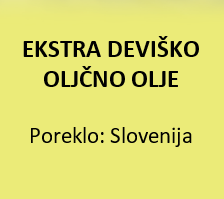 EKSTRA DEVIŠKO
OLJČNO OLJE
Poreklo: Slovenija